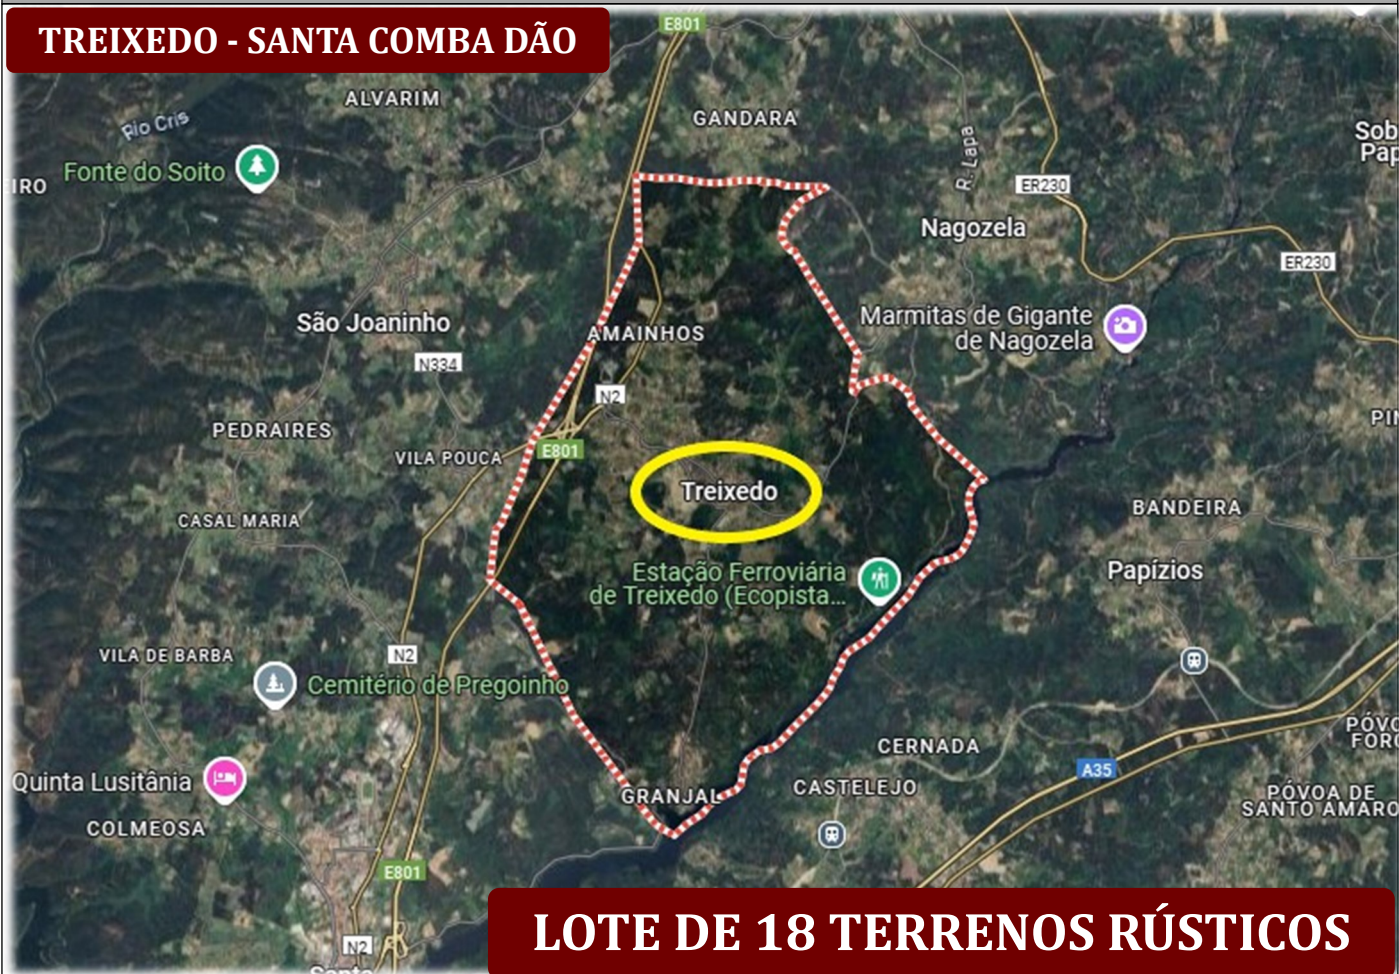 TREIXEDO - SANTA COMBA DÃO
E801
ALVARIM
GANDARA
Rio Cris
Sob
Pap
Fonte do Soito
R. Lapa
IRO
ER230
Nagozela
ER230
São Joaninho
Marmitas de Gigante
de Nagozela
AMAINHOS
N334
N2
PIN
PEDRAIRES
E801
VILA POUCA
Treixedo
CASAL MARIA
BANDEIRA
Estação Ferroviária
de Treixedo (Ecopista...
Papízios
VILA DE BARBA
N2
Cemitério de Pregoinho
PÓVO
FORC
CERNADA
A35
Quinta Lusitânia
GRANJAL
CASTELEJO
PÓVOA DE
SANTO AMARO
COLMEOSA
E801
LOTE DE 18 TERRENOS RÚSTICOS
N2
Santa